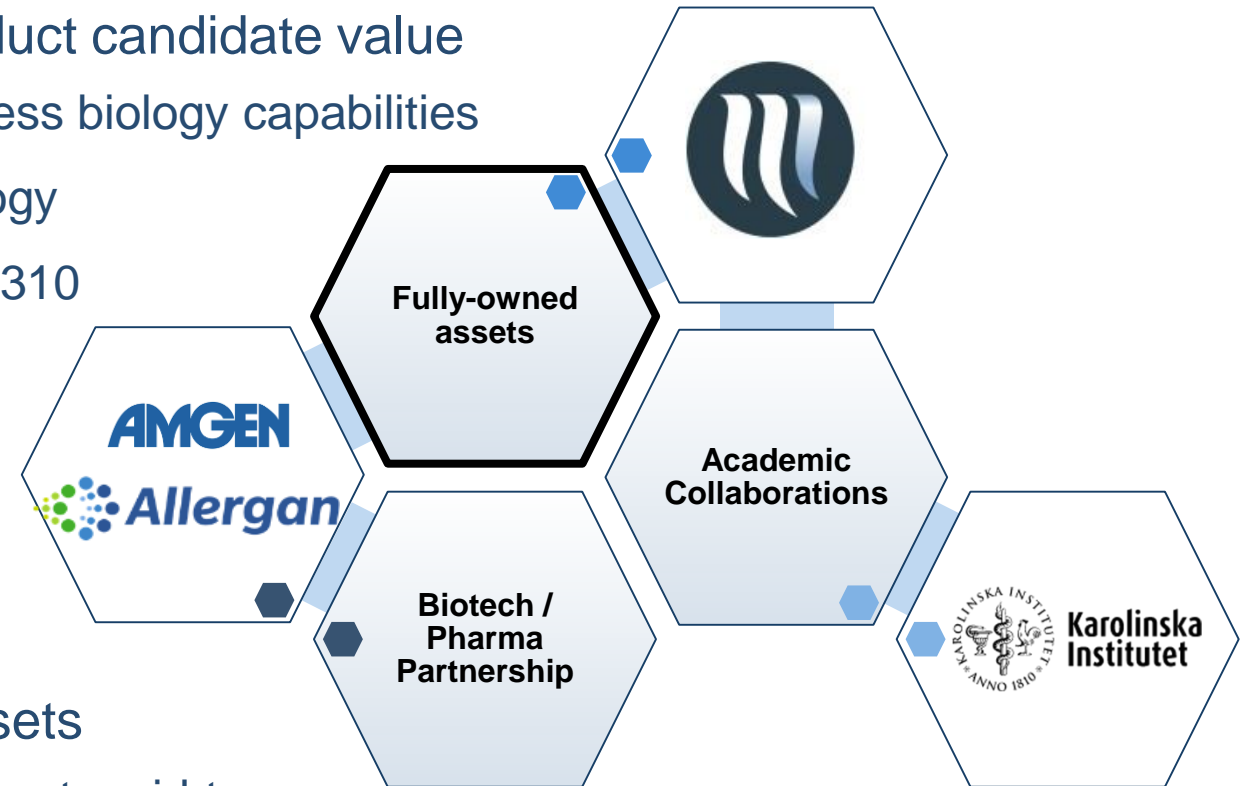 duct candidate value
ess biology capabilities
ogy
310
Fully-owned
assets
AMGEN
Allergan
Academic
Collaborations
Biotech /
Pharma
Partnership
KAROLINSKA INSTITUTET
ANNO 1810
Karolinska
Institutet
sets